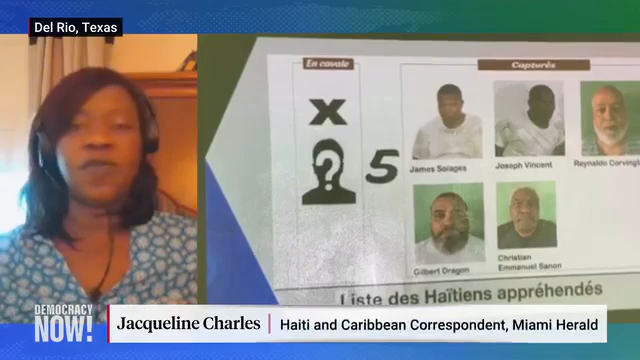 Del Rio, Texas
En cavale
X
?
5
Capturés
James Solages
Joseph Vincent
Reynaldo Corvingt
Gilbert Dragon
Christian
Emmanuel Sanon
Liste des Haïtiens appréhendés
DEMOCRACY
NOW!
Jacqueline Charles
Haiti and Caribbean Correspondent, Miami Herald